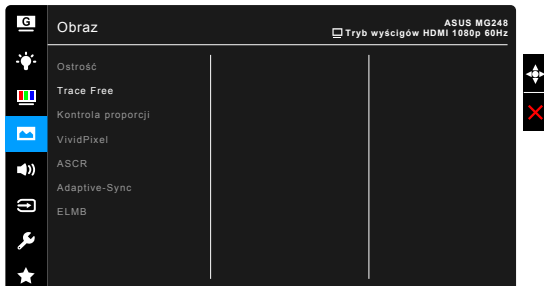 G
Obraz
ASUS MG248
Tryb wyścigów HDMI 1080p 60Hz
Ostrość
Trace Free
Kontrola proporcji
VividPixel
ASCR
Adaptive-Sync
ELMB